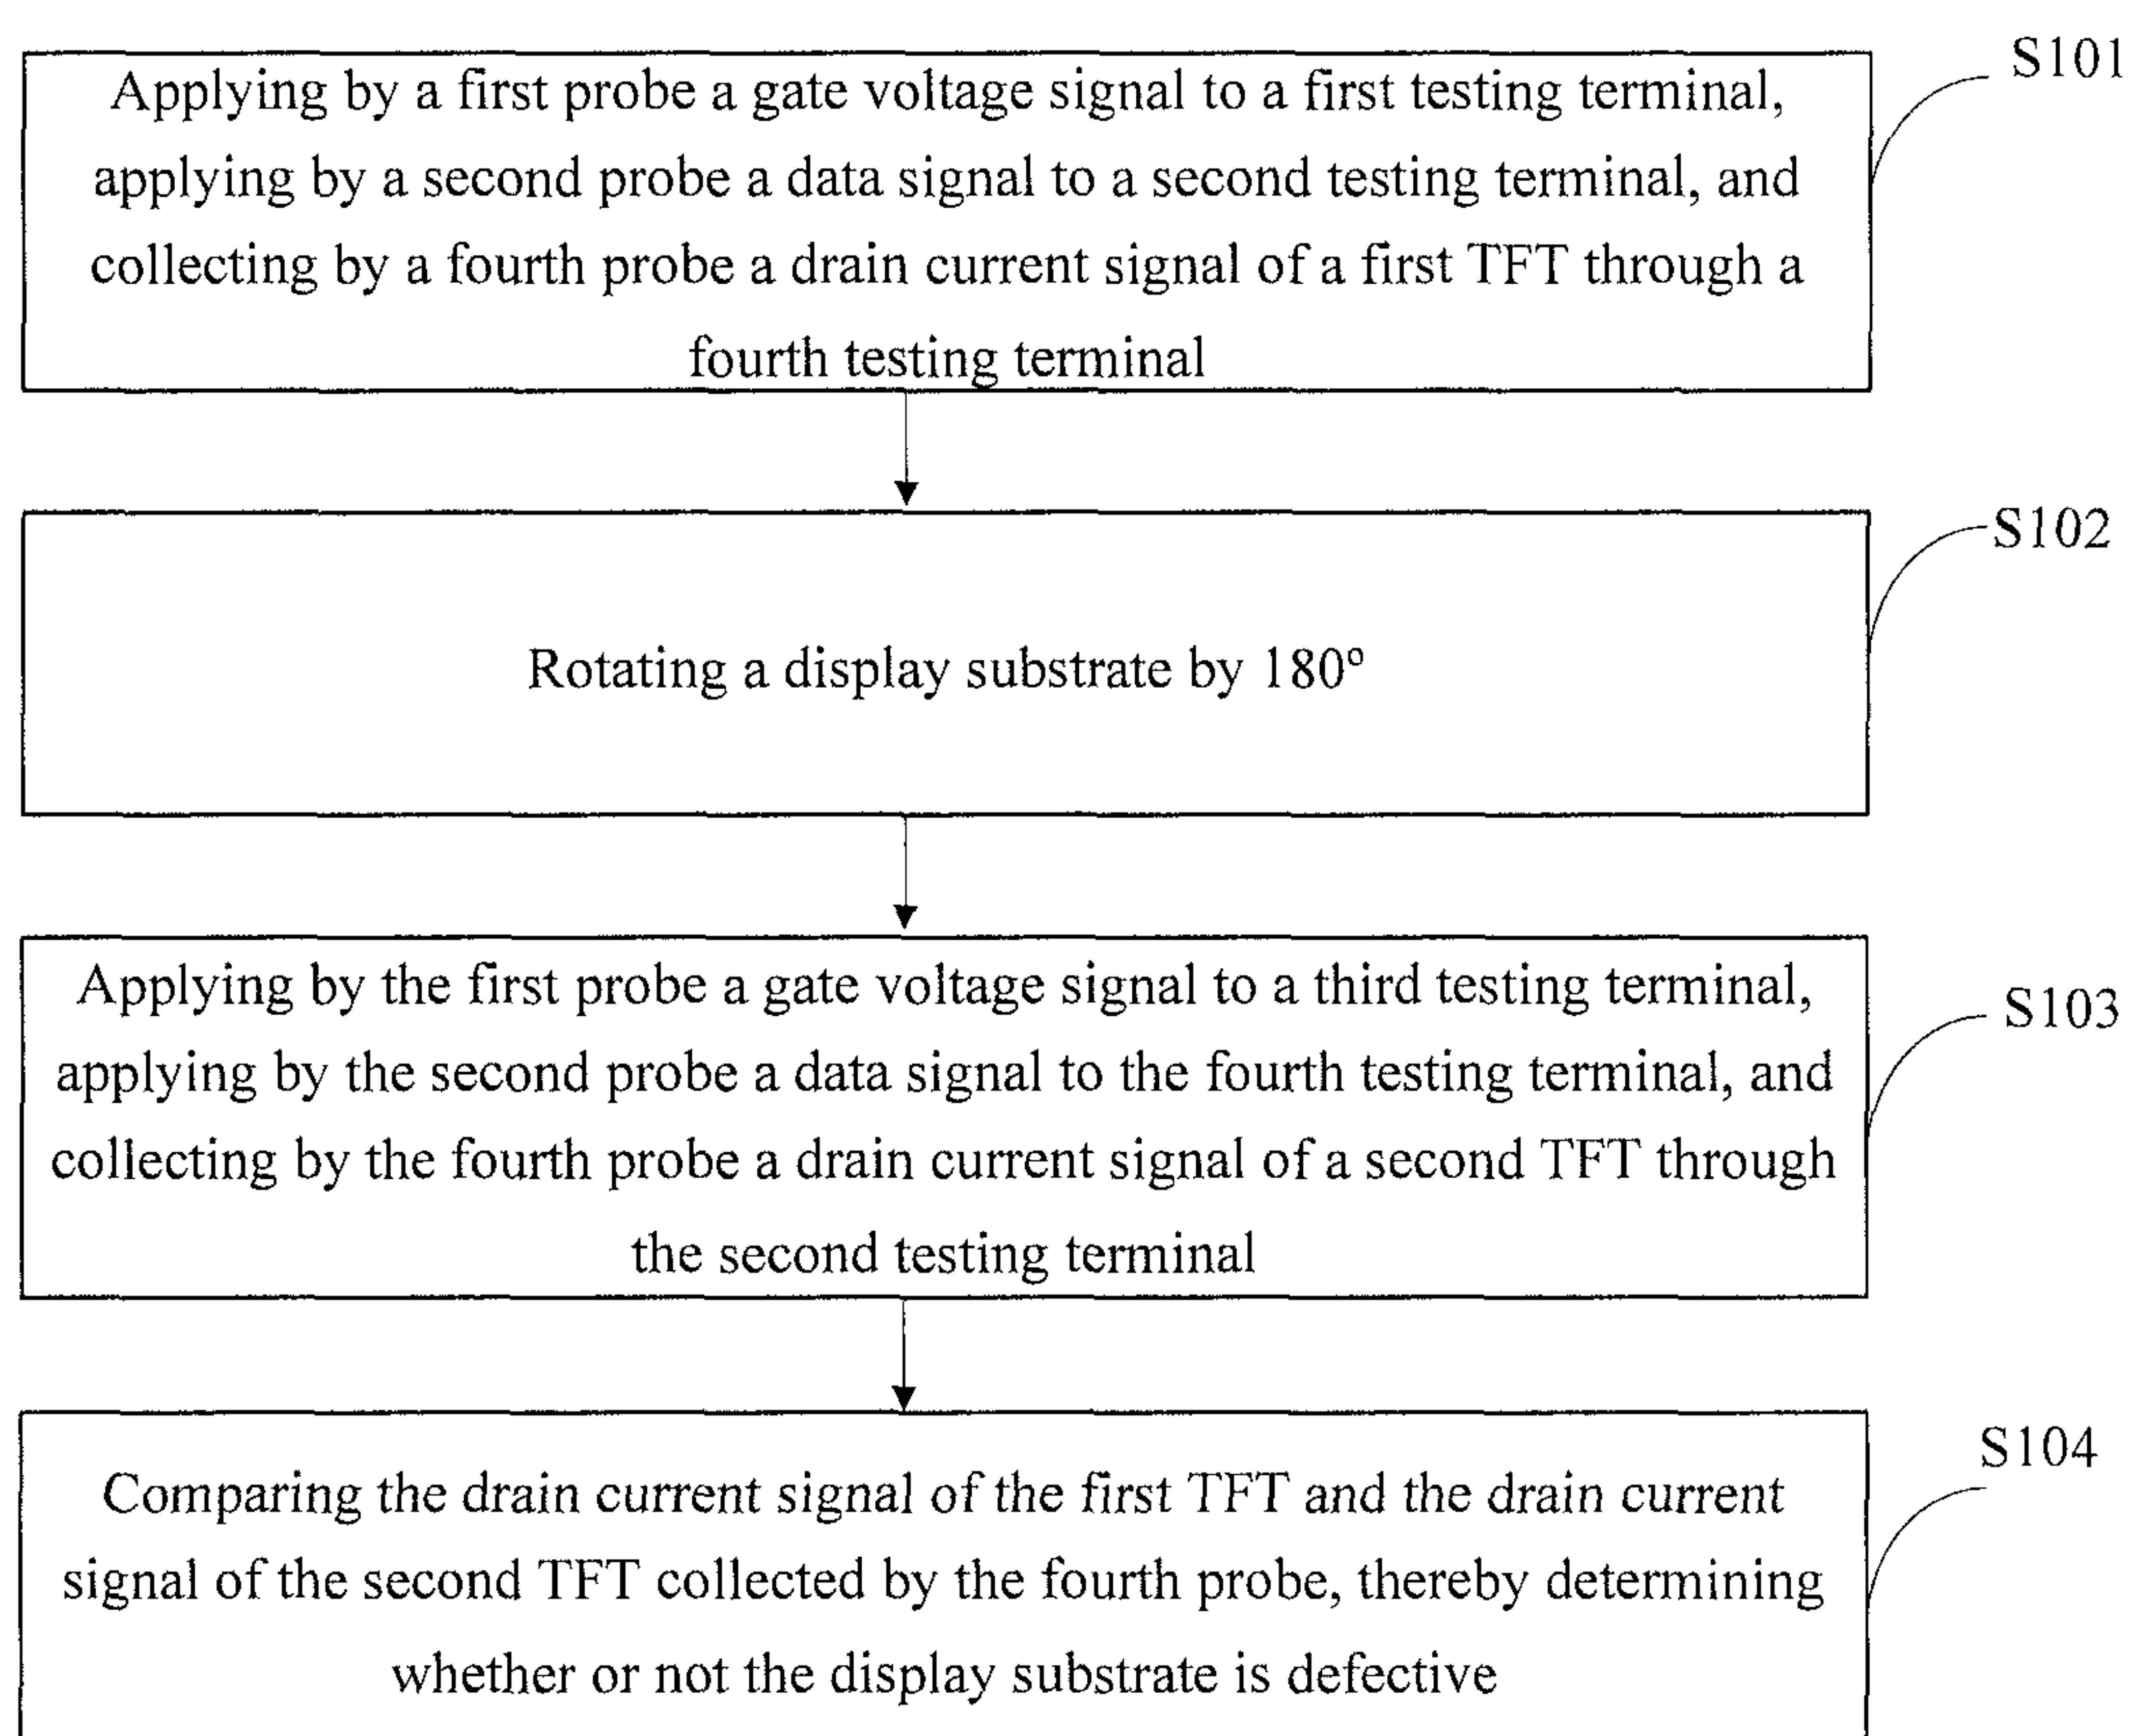 Applying by a first probe a gate voltage signal to a first testing terminal,
applying by a second probe a data signal to a second testing terminal, and
collecting by a fourth probe a drain current signal of a first TFT through a
fourth testing terminal
S101
Rotating a display substrate by 180º
S102
Applying by the first probe a gate voltage signal to a third testing terminal,
applying by the second probe a data signal to the fourth testing terminal, and
collecting by the fourth probe a drain current signal of a second TFT through
the second testing terminal
S103
Comparing the drain current signal of the first TFT and the drain current
signal of the second TFT collected by the fourth probe, thereby determining
whether or not the display substrate is defective
S104